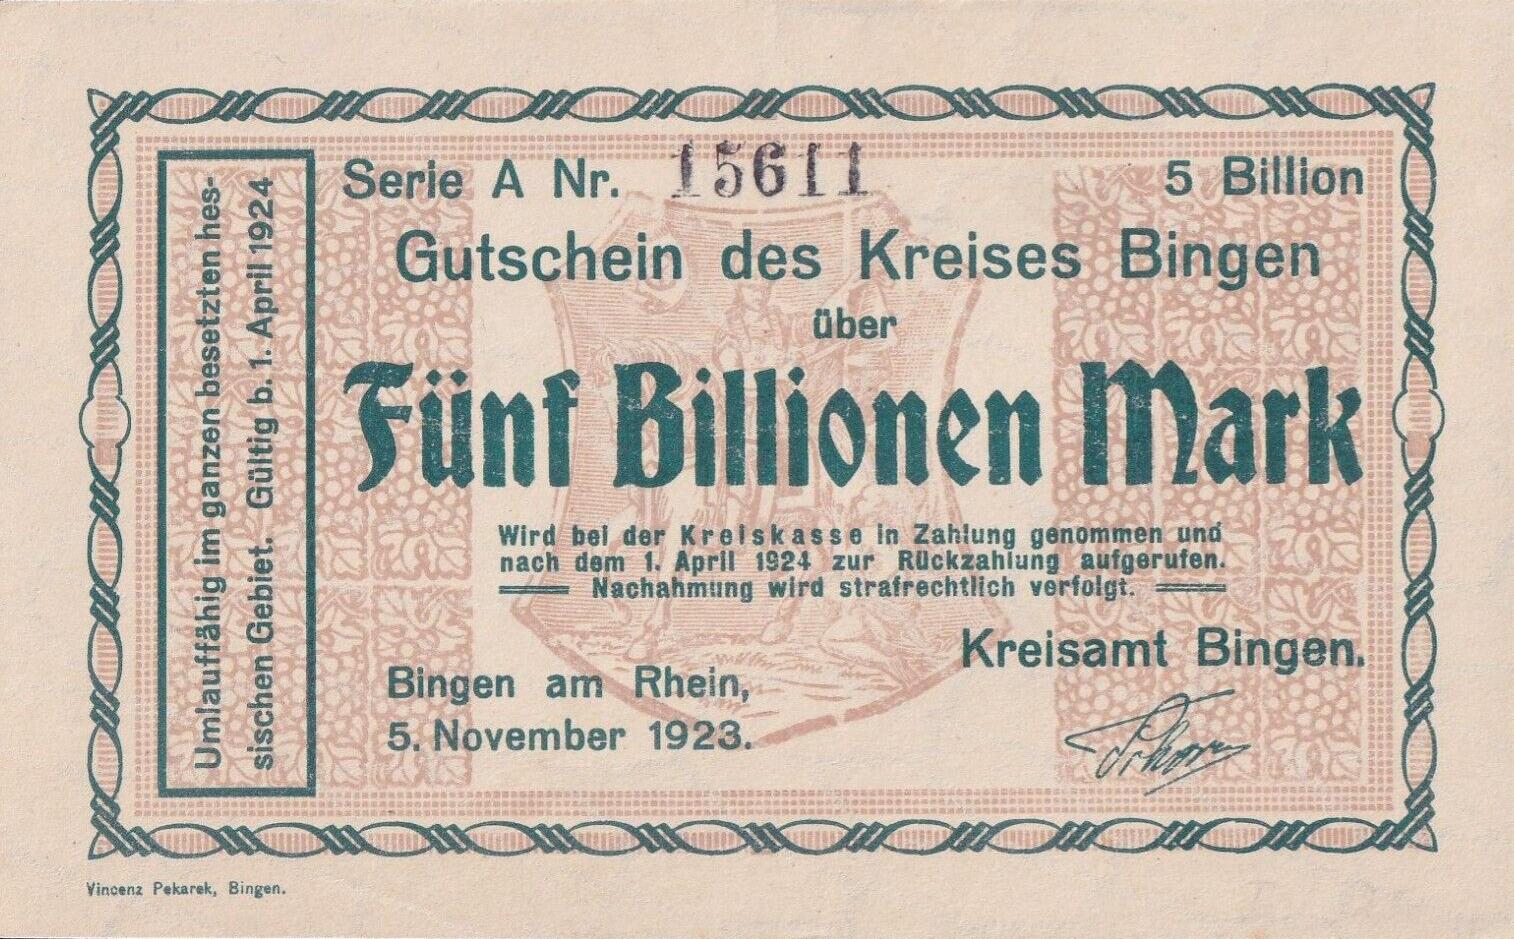 Serie A Nr. 15611
5 Billion
Gutschein des Kreises Bingen
über
Fünf Billionen Mark
Wird bei der Kreiskasse in Zahlung genommen und
nach dem 1. April 1924 zur Rückzahlung aufgerufen.
Nachahmung wird strafrechtlich verfolgt.
Kreisamt Bingen.
Bingen am Rhein,
5. November 1923.
Umlauffähig im ganzen besetzten hes-
sischen Gebiet. Gültig b. 1. April 1924
Vincenz Pekarek, Bingen.